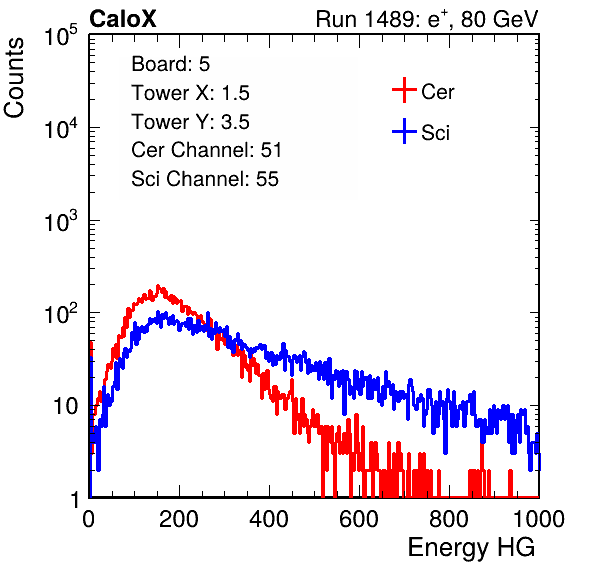 CaloX Run 1489: e⁺, 80 GeV
Counts
Board: 5
Tower X: 1.5
Tower Y: 3.5
Cer Channel: 51
Sci Channel: 55
Cer
Sci
10⁵
10⁴
10³
10²
10
1
0 200 400 600 800 1000
Energy HG